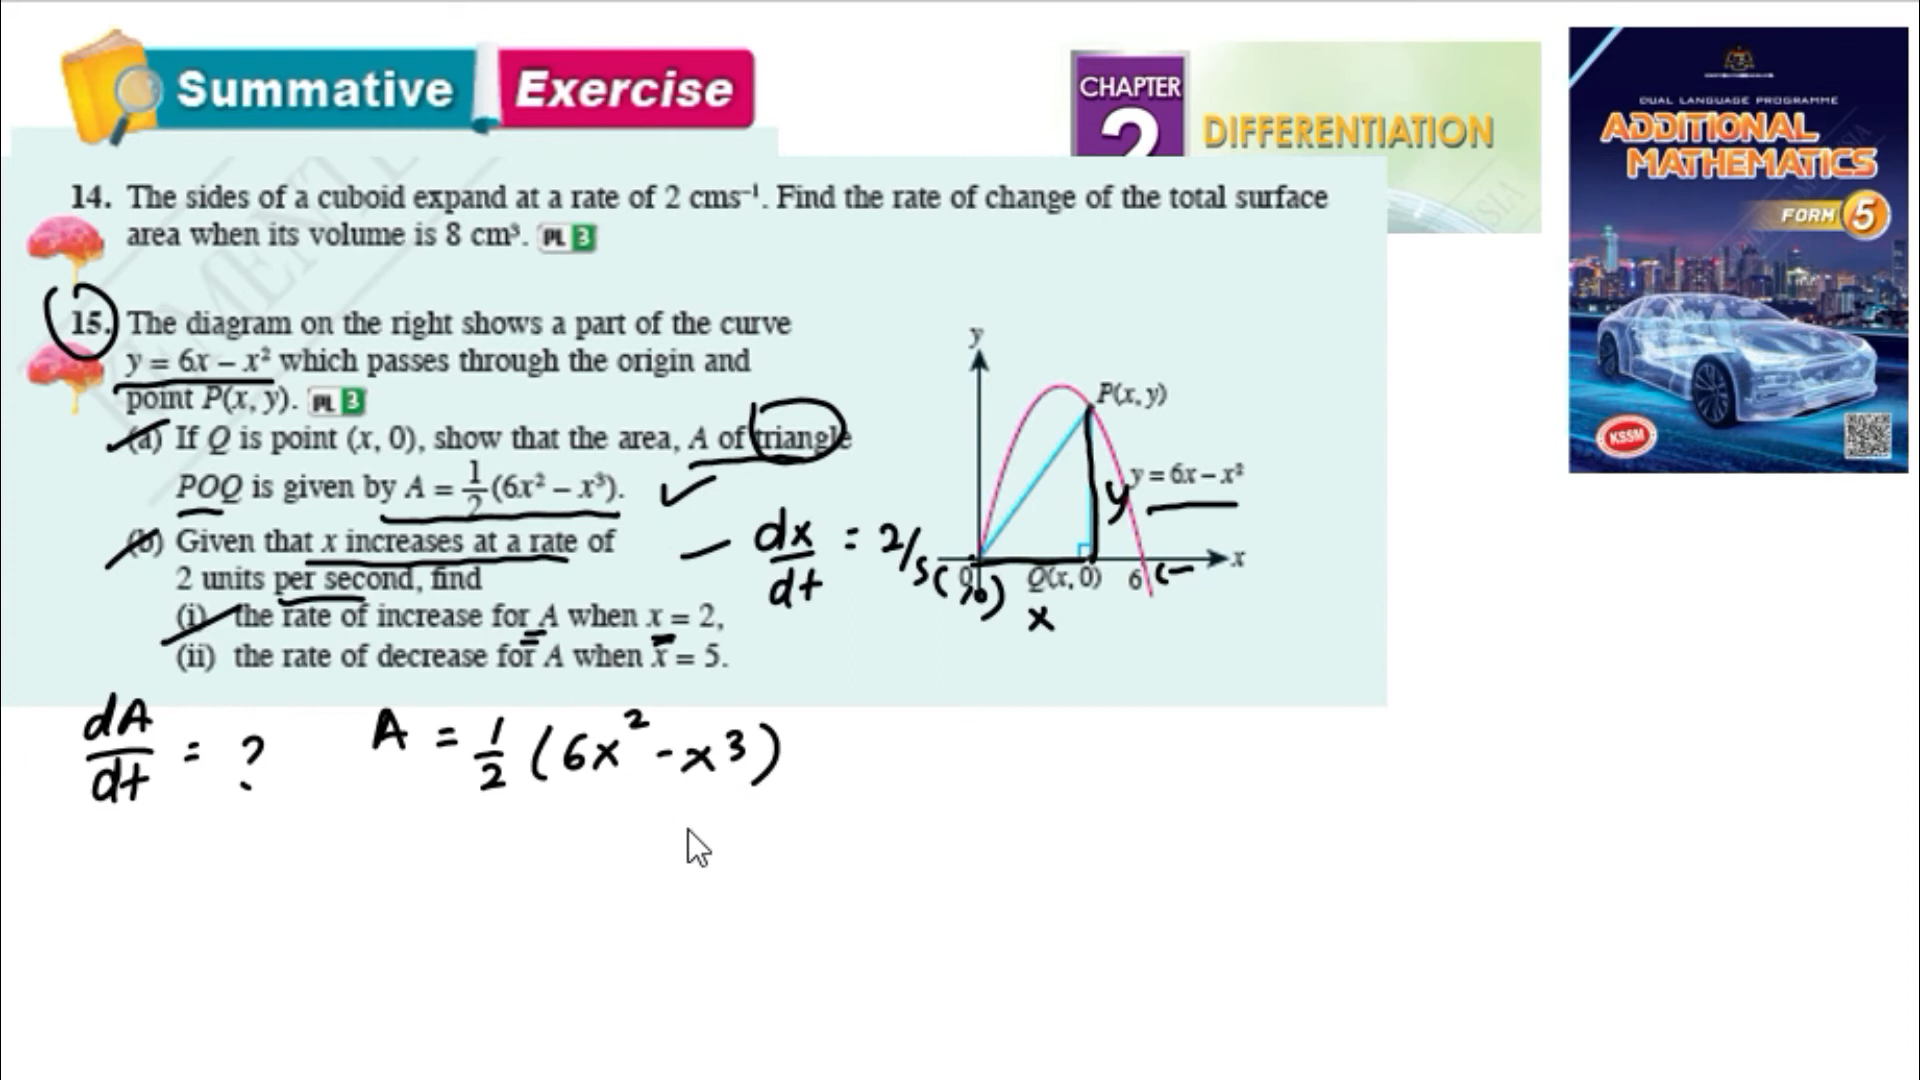 Summative Exercise
CHAPTER 2
DIFFERENTIATION
DUAL LANGUAGE PROGRAMME
ADDITIONAL
MATHEMATICS
FORM 5
KSSM
14. The sides of a cuboid expand at a rate of 2 cms⁻¹. Find the rate of change of the total surface
area when its volume is 8 cm³. PL 3
15. The diagram on the right shows a part of the curve
y = 6x – x² which passes through the origin and
point P(x, y). PL 3
(a) If Q is point (x, 0), show that the area, A of triangle
POQ is given by A = 1/2 (6x² – x³).
(b) Given that x increases at a rate of
2 units per second, find
(i) the rate of increase for A when x = 2,
(ii) the rate of decrease for A when x = 5.
y
P(x, y)
y = 6x – x²
y
Q(x, 0)
6
x
x
dx/dt = 2/s
dA/dt = ?
A = 1/2 (6x² - x³)